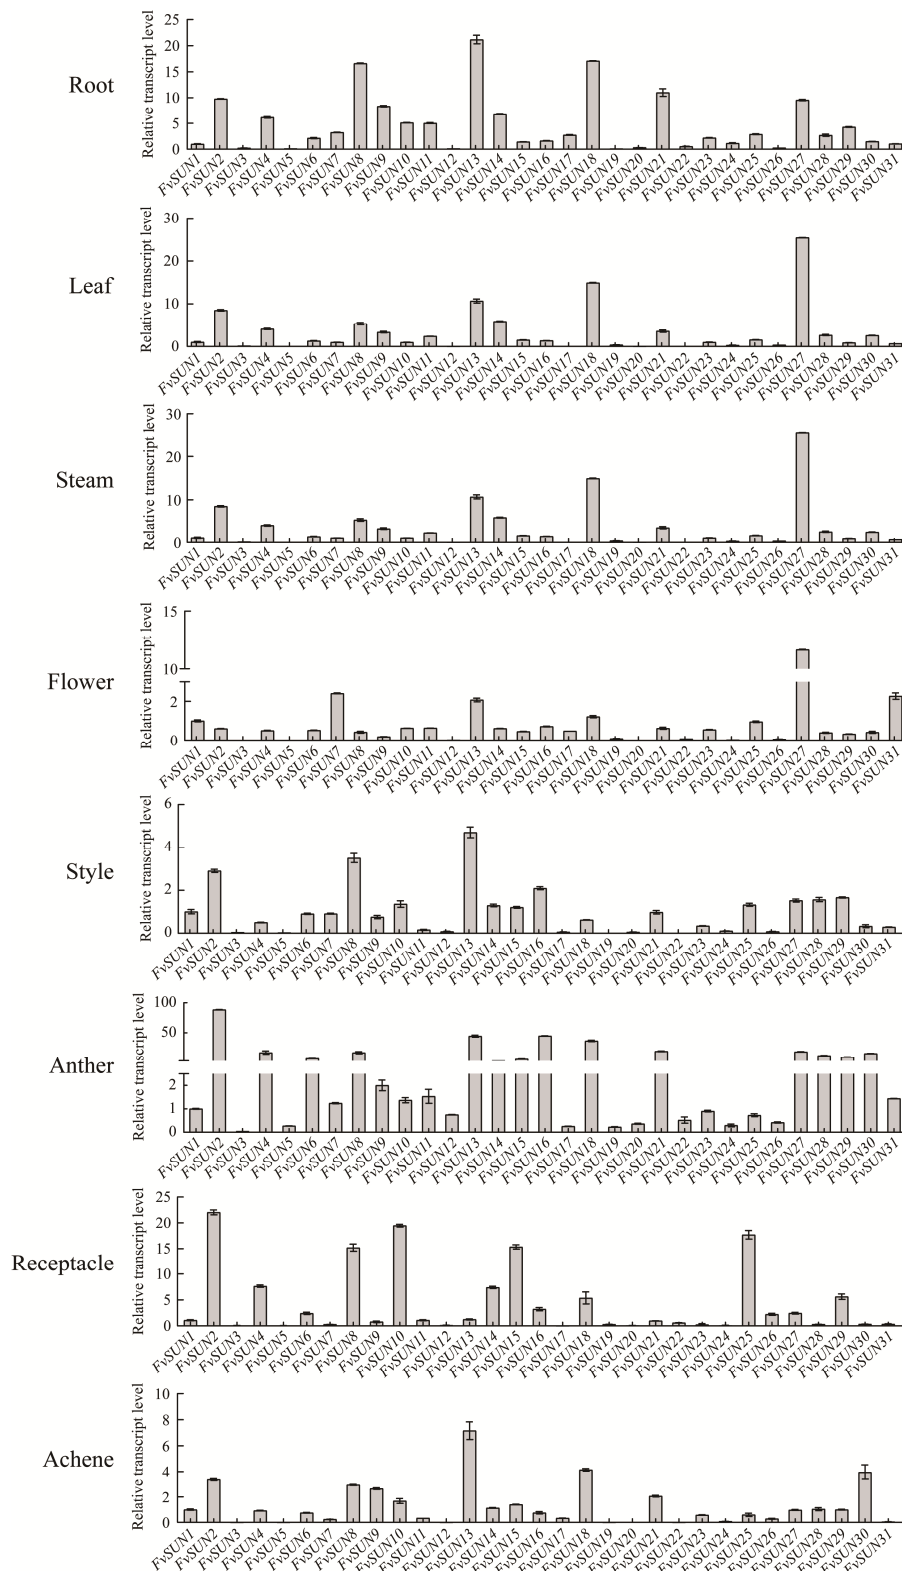 Root
Relative transcript level
25
20
15
10
5
0
FvSUN1 FvSUN2 FvSUN3 FvSUN4 FvSUN5 FvSUN6 FvSUN7 FvSUN8 FvSUN9 FvSUN10 FvSUN11 FvSUN12 FvSUN13 FvSUN14 FvSUN15 FvSUN16 FvSUN17 FvSUN18 FvSUN19 FvSUN20 FvSUN21 FvSUN22 FvSUN23 FvSUN24 FvSUN25 FvSUN26 FvSUN27 FvSUN28 FvSUN29 FvSUN30 FvSUN31
Leaf
Relative transcript level
30
20
10
0
FvSUN1 FvSUN2 FvSUN3 FvSUN4 FvSUN5 FvSUN6 FvSUN7 FvSUN8 FvSUN9 FvSUN10 FvSUN11 FvSUN12 FvSUN13 FvSUN14 FvSUN15 FvSUN16 FvSUN17 FvSUN18 FvSUN19 FvSUN20 FvSUN21 FvSUN22 FvSUN23 FvSUN24 FvSUN25 FvSUN26 FvSUN27 FvSUN28 FvSUN29 FvSUN30 FvSUN31
Steam
Relative transcript level
30
20
10
0
FvSUN1 FvSUN2 FvSUN3 FvSUN4 FvSUN5 FvSUN6 FvSUN7 FvSUN8 FvSUN9 FvSUN10 FvSUN11 FvSUN12 FvSUN13 FvSUN14 FvSUN15 FvSUN16 FvSUN17 FvSUN18 FvSUN19 FvSUN20 FvSUN21 FvSUN22 FvSUN23 FvSUN24 FvSUN25 FvSUN26 FvSUN27 FvSUN28 FvSUN29 FvSUN30 FvSUN31
Flower
Relative transcript level
15
10
2
0
FvSUN1 FvSUN2 FvSUN3 FvSUN4 FvSUN5 FvSUN6 FvSUN7 FvSUN8 FvSUN9 FvSUN10 FvSUN11 FvSUN12 FvSUN13 FvSUN14 FvSUN15 FvSUN16 FvSUN17 FvSUN18 FvSUN19 FvSUN20 FvSUN21 FvSUN22 FvSUN23 FvSUN24 FvSUN25 FvSUN26 FvSUN27 FvSUN28 FvSUN29 FvSUN30 FvSUN31
Style
Relative transcript level
6
4
2
0
FvSUN1 FvSUN2 FvSUN3 FvSUN4 FvSUN5 FvSUN6 FvSUN7 FvSUN8 FvSUN9 FvSUN10 FvSUN11 FvSUN12 FvSUN13 FvSUN14 FvSUN15 FvSUN16 FvSUN17 FvSUN18 FvSUN19 FvSUN20 FvSUN21 FvSUN22 FvSUN23 FvSUN24 FvSUN25 FvSUN26 FvSUN27 FvSUN28 FvSUN29 FvSUN30 FvSUN31
Anther
Relative transcript level
100
50
2
1
0
FvSUN1 FvSUN2 FvSUN3 FvSUN4 FvSUN5 FvSUN6 FvSUN7 FvSUN8 FvSUN9 FvSUN10 FvSUN11 FvSUN12 FvSUN13 FvSUN14 FvSUN15 FvSUN16 FvSUN17 FvSUN18 FvSUN19 FvSUN20 FvSUN21 FvSUN22 FvSUN23 FvSUN24 FvSUN25 FvSUN26 FvSUN27 FvSUN28 FvSUN29 FvSUN30 FvSUN31
Receptacle
Relative transcript level
25
20
15
10
5
0
FvSUN1 FvSUN2 FvSUN3 FvSUN4 FvSUN5 FvSUN6 FvSUN7 FvSUN8 FvSUN9 FvSUN10 FvSUN11 FvSUN12 FvSUN13 FvSUN14 FvSUN15 FvSUN16 FvSUN17 FvSUN18 FvSUN19 FvSUN20 FvSUN21 FvSUN22 FvSUN23 FvSUN24 FvSUN25 FvSUN26 FvSUN27 FvSUN28 FvSUN29 FvSUN30 FvSUN31
Achene
Relative transcript level
10
8
6
4
2
0
FvSUN1 FvSUN2 FvSUN3 FvSUN4 FvSUN5 FvSUN6 FvSUN7 FvSUN8 FvSUN9 FvSUN10 FvSUN11 FvSUN12 FvSUN13 FvSUN14 FvSUN15 FvSUN16 FvSUN17 FvSUN18 FvSUN19 FvSUN20 FvSUN21 FvSUN22 FvSUN23 FvSUN24 FvSUN25 FvSUN26 FvSUN27 FvSUN28 FvSUN29 FvSUN30 FvSUN31